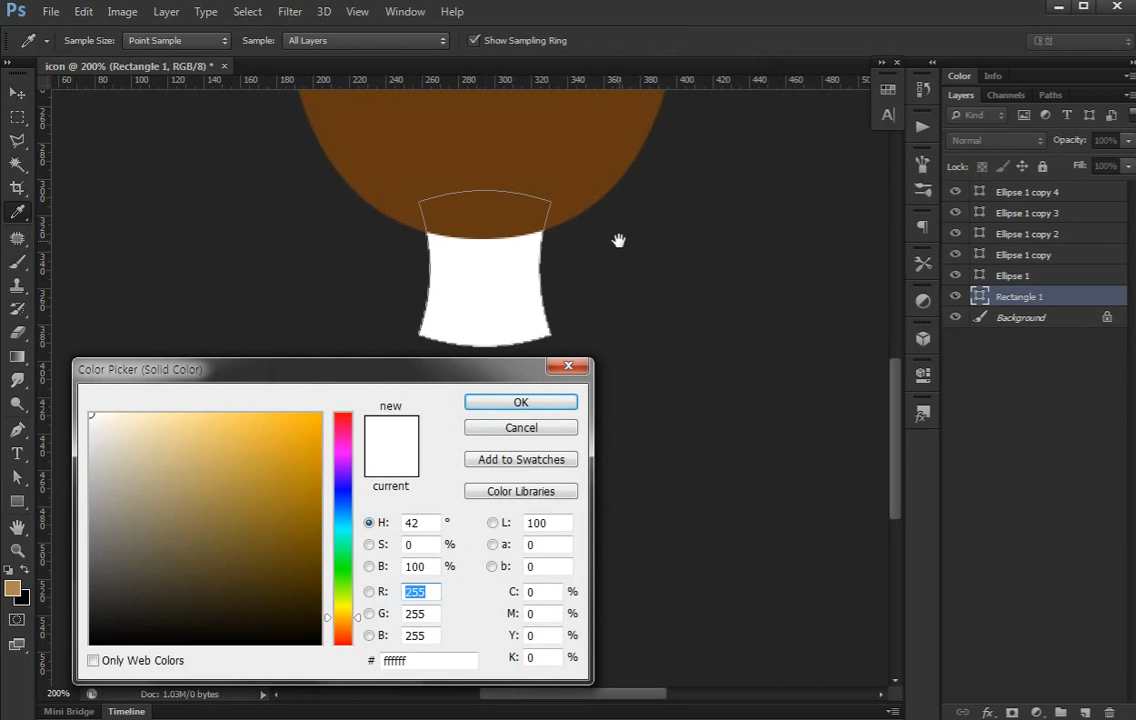 Ps File Edit Image Layer Type Select Filter 3D View Window Help
Sample Size: Point Sample Sample: All Layers Show Sampling Ring
icon @ 200% (Rectangle 1, RGB/8) * ×
60 80 100 120 140 160 180 200 220 240 260 280 300 320 340 360 380 400 420 440 460 480 500
Color Info
Layers Channels Paths
Kind
Normal Opacity: 100%
Lock: Fill: 100%
Ellipse 1 copy 4
Ellipse 1 copy 3
Ellipse 1 copy 2
Ellipse 1 copy
Ellipse 1
Rectangle 1
Background
Color Picker (Solid Color)
new
current
OK
Cancel
Add to Swatches
Color Libraries
H: 42 °
S: 0 %
B: 100 %
R: 255
G: 255
B: 255
L: 100
a: 0
b: 0
C: 0 %
M: 0 %
Y: 0 %
K: 0 %
# ffffff
Only Web Colors
200% Doc: 1.03M/0 bytes
Mini Bridge Timeline